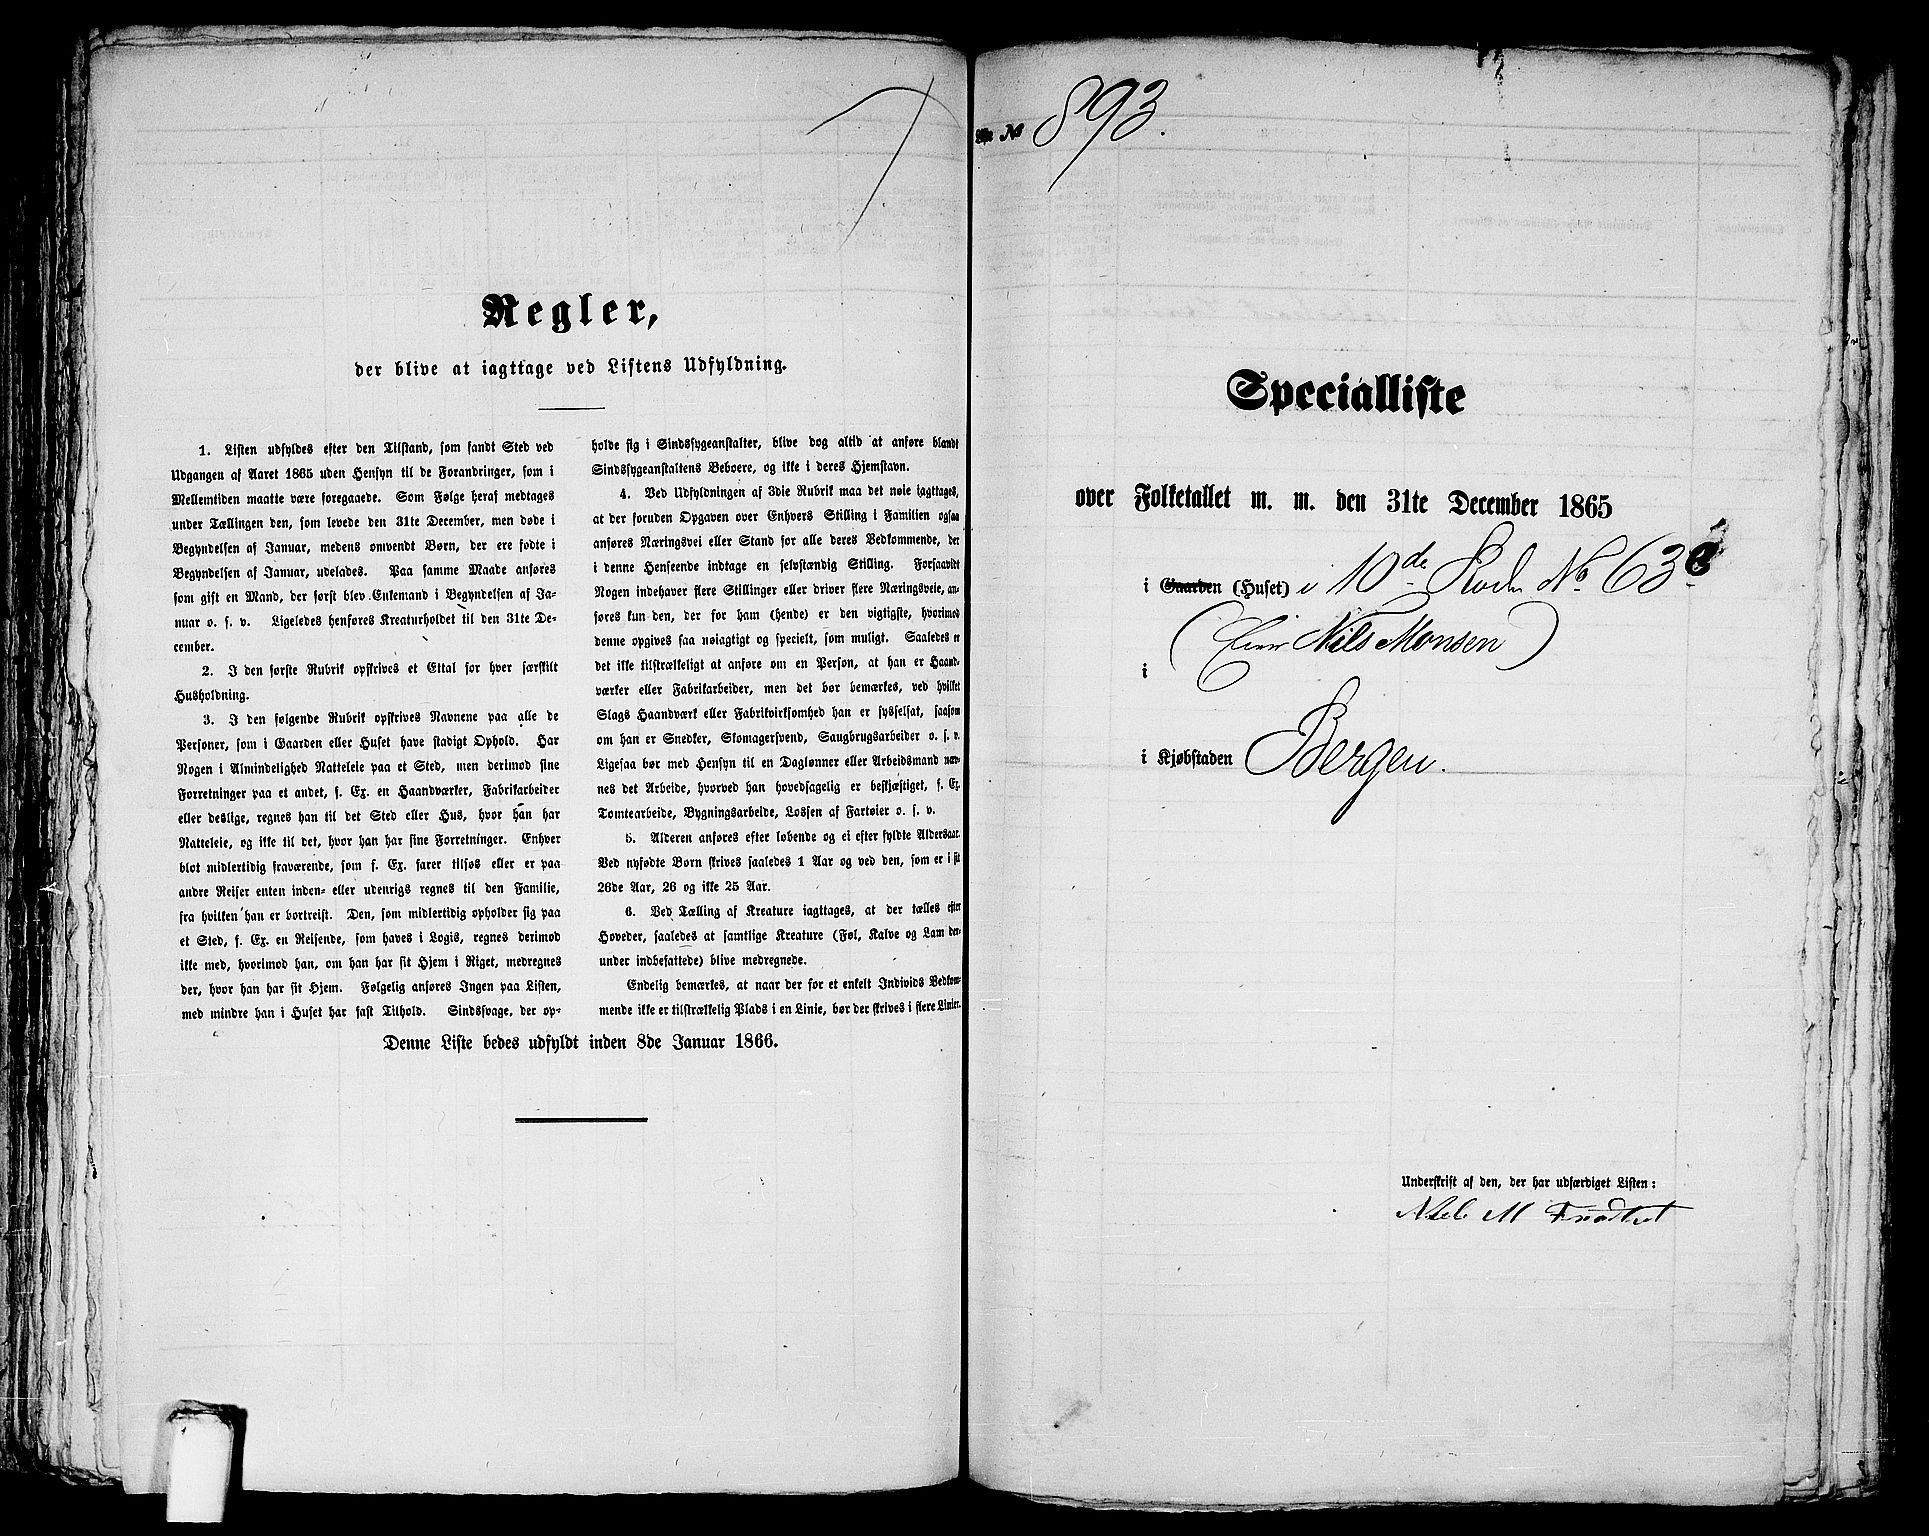 Regler,
der blive at iagttage ved Listens Udfyldning.
1. Listen udfyldes efter den Tilstand, som fandt Sted ved
Udgangen af Aaret 1865 uden Hensyn til de Forandringer, som i
Mellemtiden maatte være foregaaede. Som Følge heraf medtages
under Tællingen den, som levede den 31te December, men døde i
Begyndelsen af Januar, medens omvendt Børn, der ere fødte i
Begyndelsen af Januar, udelades. Paa samme Maade anføres
som gift en Mand, der først blev Enkemand i Begyndelsen af Ja-
nuar o. s. v. Ligeledes henføres Kreaturholdet til den 31te De-
cember.
2. I den første Rubrik opskrives et Ettal for hver særskilt
Husholdning.
3. I den følgende Rubrik opskrives Navnene paa alle de
Personer, som i Gaarden eller Huset have stadigt Ophold. Har
Nogen i Almindelighed Natteleie paa et Sted, men derimod sine
Forretninger paa et andet, f. Ex. en Haandværker, Fabrikarbeider
eller deslige, regnes han til det Sted eller Hus, hvor han har
Natteleie, og ikke til det, hvor han har sine Forretninger. Enhver
blot midlertidig fraværende, som f. Ex. farer tilsøs eller er paa
andre Reiser enten inden- eller udenrigs regnes til den Familie,
fra hvilken han er bortreist. Den, som midlertidig opholder sig paa
et Sted, f. Ex. en Reisende, som haves i Logis, regnes derimod
ikke med, hvorimod han, om han har sit Hjem i Riget, medregnes
der, hvor han har sit Hjem. Følgelig anføres Ingen paa Listen,
med mindre han i Huset har fast Tilhold. Sindssvage, der op-
holde sig i Sindssygeanstalter, blive dog altid at anføre blandt
Sindssygeanstaltens Beboere, og ikke i deres Hjemstavn.
4. Ved Udfyldningen af 3die Rubrik maa det nøie iagttages,
at der foruden Opgaven over Enhvers Stilling i Familien ogsaa
anføres Næringsvei eller Stand for alle deres Vedkommende, der
i denne Henseende indtage en selvstændig Stilling. Forsaavidt
Nogen indehaver flere Stillinger eller driver flere Næringsveie, an-
føres kun den, der for ham (hende) er den vigtigste, hvorimod
denne opgives saa nøiagtigt og specielt, som muligt. Saaledes er
det ikke tilstrækkeligt at anføre om en Person, at han er Haand-
værker eller Fabrikarbeider, men det bør bemærkes, ved hvilket
Slags Haandværk eller Fabrikvirksomhed han er sysselsat, saasom
om han er Snedker, Skomagersvend, Saugbrugsarbeider o. s. v.
Ligesaa bør med Hensyn til en Daglønner eller Arbeidsmand næv-
nes det Arbeide, hvorved han hovedsagelig er beskjæftiget, f. Ex.
Tomtearbeide, Bygningsarbeide, Lossen af Fartøier o. s. v.
5. Alderen anføres efter løbende og ei efter fyldte Aldersaar.
Ved nyfødte Børn skrives saaledes 1 Aar og ved den, som er i sit
26de Aar, 26 og ikke 25 Aar.
6. Ved Tælling af Kreature iagttages, at der tælles efter
Hoveder, saaledes at samtlige Kreature (Føl, Kalve og Lam der-
under indbefattede) blive medregnede.
Endelig bemærkes, at naar der for et enkelt Individs Vedkom-
mende ikke er tilstrækkelig Plads i en Linie, bør der skrives i flere Linier.
Denne Liste bedes udfyldt inden 8de Januar 1866.
No 893.
Specialliste
over Folketallet m. m. den 31te December 1865
i Gaarden (Huset) i 10de Rode No. 63c
( Nils Monsen)
i
i Kjøbstaden Bergen.
Underskrift af den, der har udfærdiget Listen:
Nels M